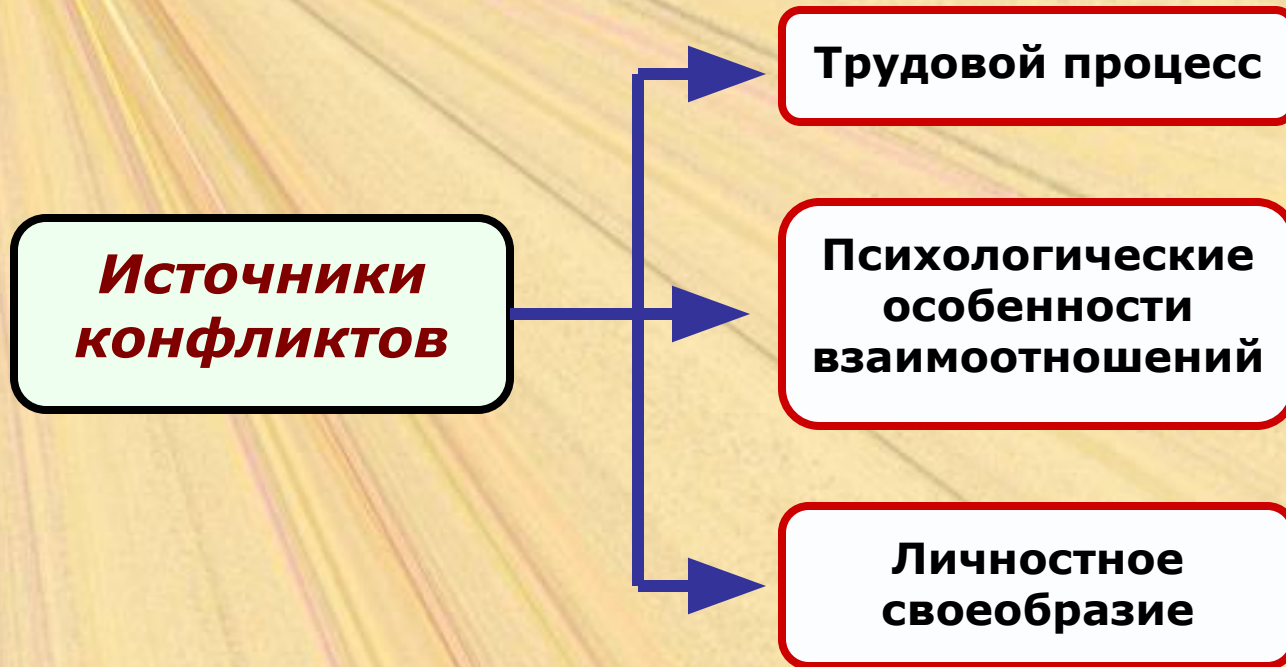 Трудовой процесс
Источники
конфликтов
Психологические
особенности
взаимоотношений
Личностное
своеобразие